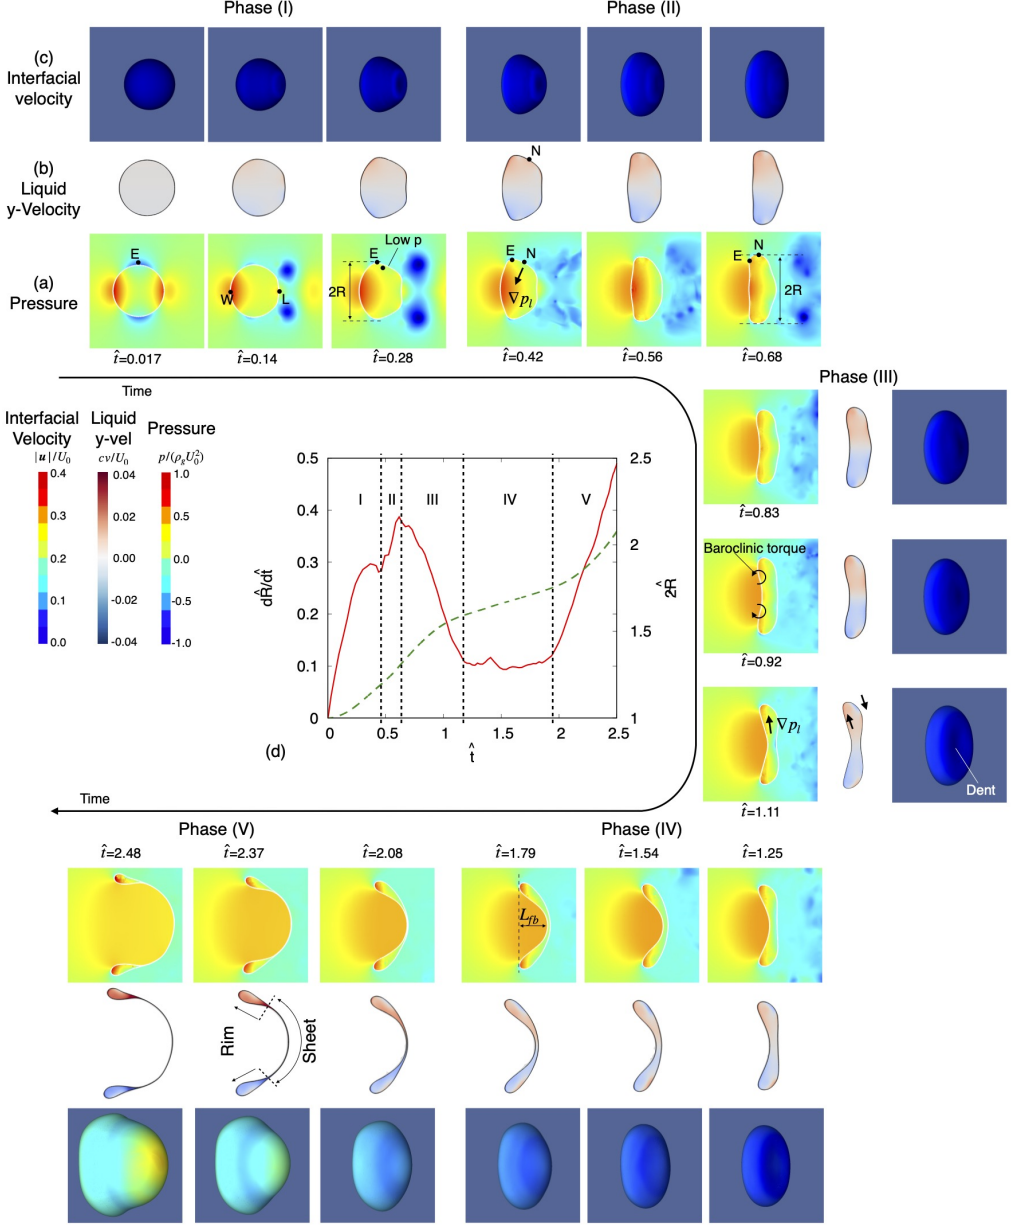 Phase (I)
Phase (II)
(c)
Interfacial
velocity
(b)
Liquid
y-Velocity
N
(a)
Pressure
E
W
L
E
Low p
2R
E
N
∇pₗ
E
N
2R
t̂=0.017
t̂=0.14
t̂=0.28
t̂=0.42
t̂=0.56
t̂=0.68
Time
Phase (III)
Interfacial
Velocity
|u|/U₀
Liquid
y-vel
cv/U₀
Pressure
p/(ρ_g U₀²)
0.4
0.3
0.2
0.1
0.0
0.04
0.02
0.00
-0.02
-0.04
1.0
0.5
0.0
-0.5
-1.0
0.5
0.4
0.3
0.2
0.1
0
dR̂/dt̂
I
II
III
IV
V
2.5
2
1.5
1
2R̂
0
0.5
1
1.5
2
2.5
t̂
(d)
t̂=0.83
Baroclinic torque
t̂=0.92
∇pₗ
Dent
t̂=1.11
Time
Phase (V)
Phase (IV)
t̂=2.48
t̂=2.37
t̂=2.08
t̂=1.79
t̂=1.54
t̂=1.25
L_fb
Rim
Sheet